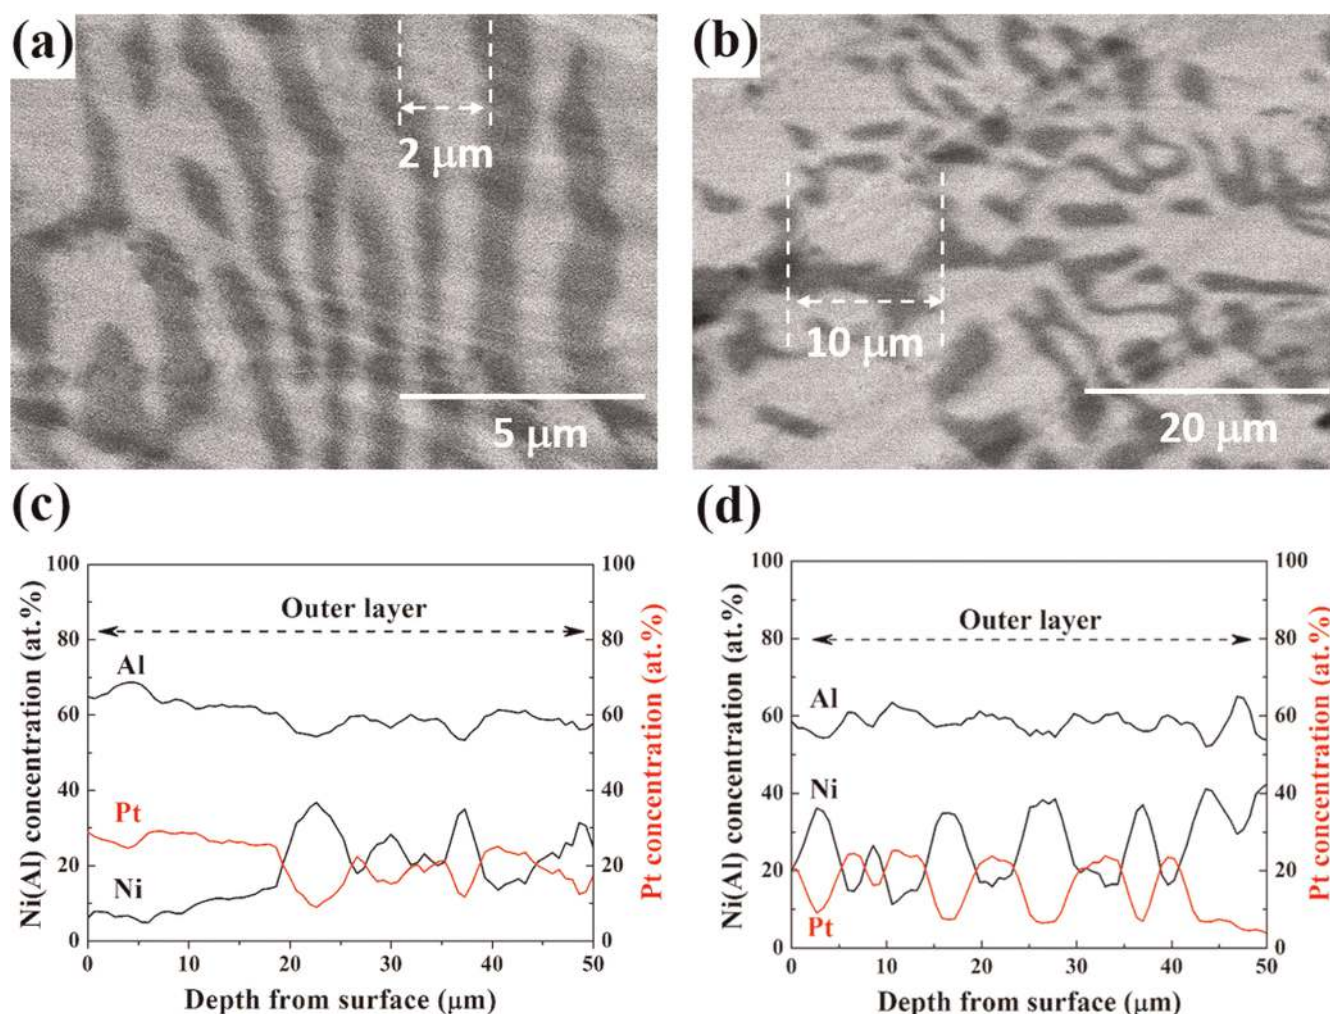 (a)
2 μm
5 μm
(b)
10 μm
20 μm
(c)
Ni(Al) concentration (at.%)
100
80
60
40
20
0
Outer layer
Al
Pt
Ni
100
80
60
40
20
0
Pt concentration (at.%)
0 10 20 30 40 50
Depth from surface (μm)
(d)
Ni(Al) concentration (at.%)
100
80
60
40
20
0
Outer layer
Al
Ni
Pt
100
80
60
40
20
0
Pt concentration (at.%)
0 10 20 30 40 50
Depth from surface (μm)